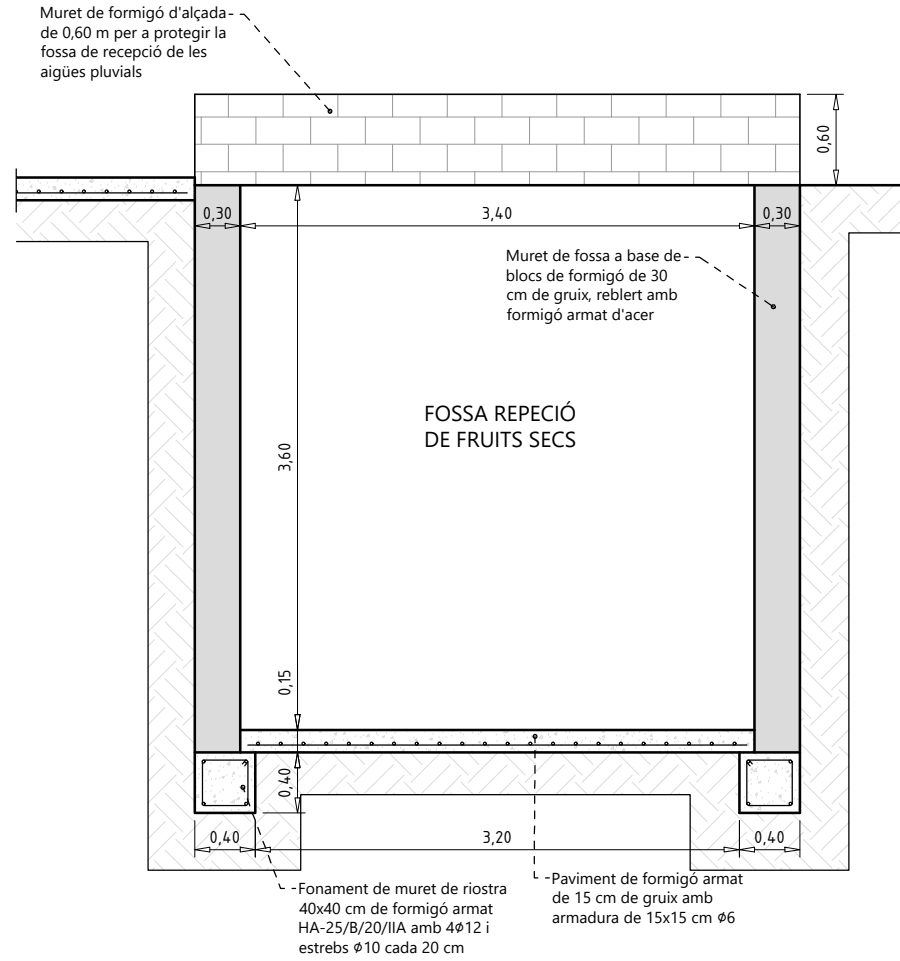 Muret de formigó d'alçada
de 0,60 m per a protegir la
fossa de recepció de les
aigües pluvials
0,60
0,30
3,40
0,30
Muret de fossa a base de
blocs de formigó de 30
cm de gruix, reblert amb
formigó armat d'acer
FOSSA REPECIÓ
DE FRUITS SECS
3,60
0,15
0,40
0,40
3,20
0,40
Fonament de muret de riostra
40x40 cm de formigó armat
HA-25/B/20/IIA amb 4ϕ12 i
estrebs ϕ10 cada 20 cm
Paviment de formigó armat
de 15 cm de gruix amb
armadura de 15x15 cm ϕ6